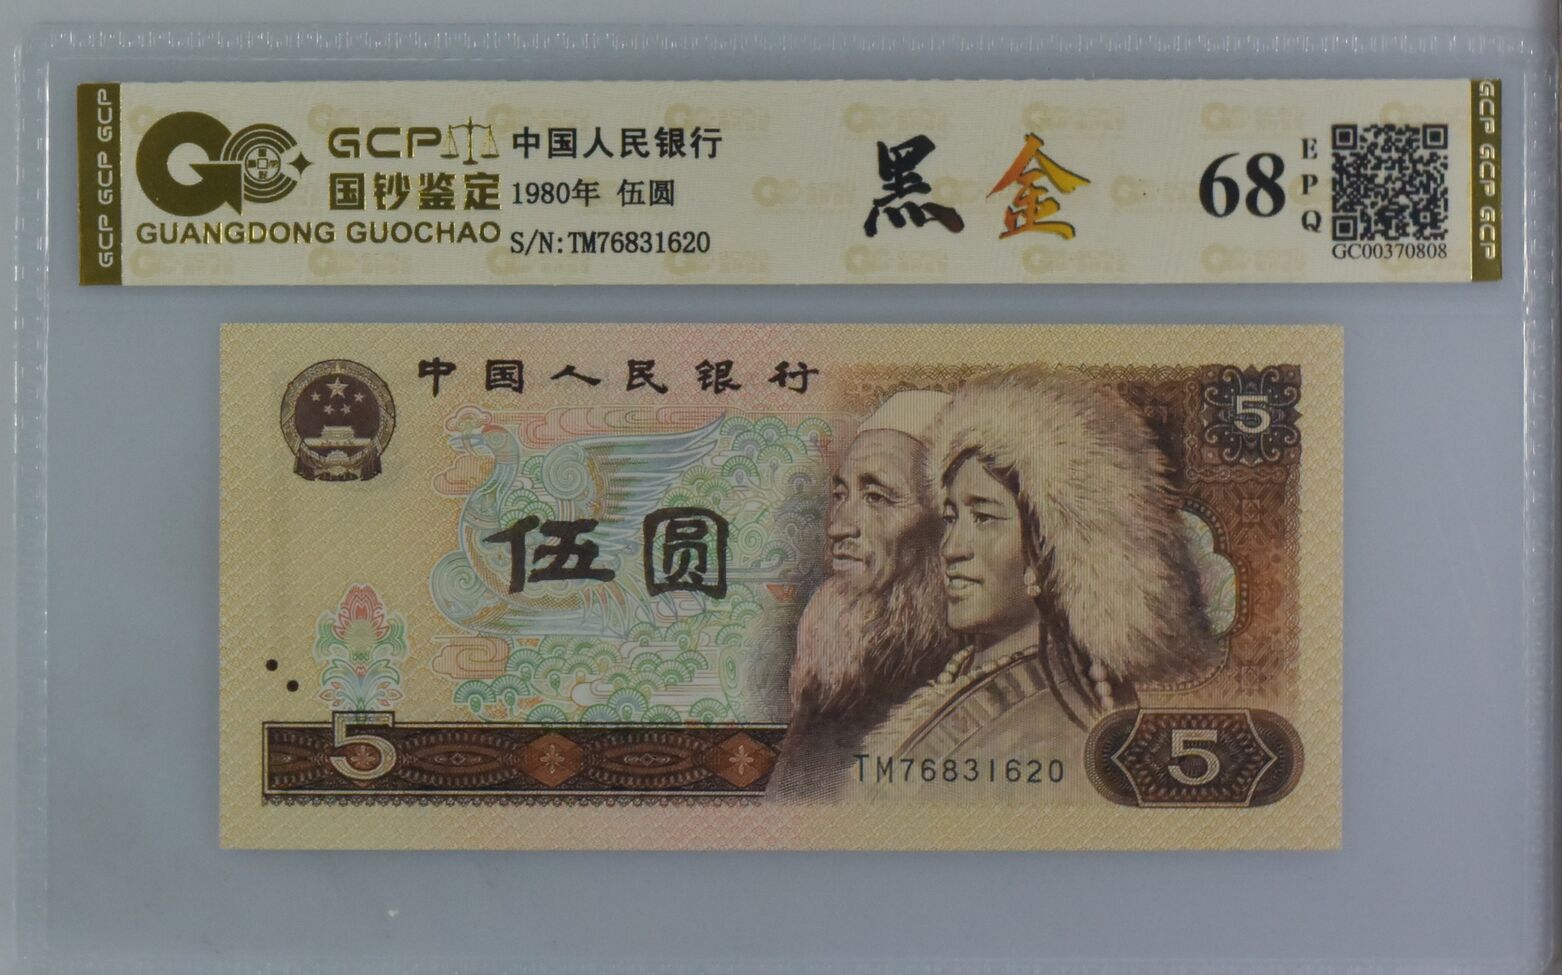 GCP GCP GCP
GCP
国钞鉴定
GUANGDONG GUOCHAO
中国人民银行
1980年 伍圆
S/N:TM76831620
黑金
68
EPQ
GC00370808
GCP GCP GCP
中国人民银行
5
伍圆
5
TM76831620
5